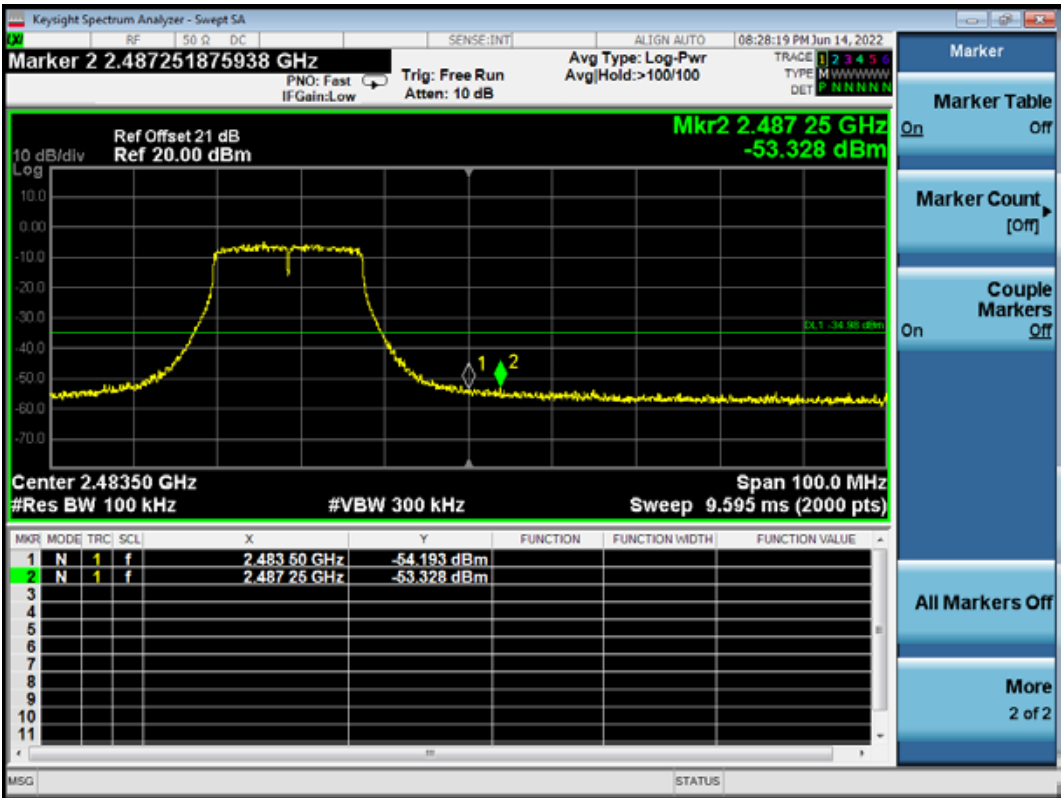 Keysight Spectrum Analyzer - Swept SA
LXI RF 50 Ω DC SENSE:INT ALIGN AUTO 08:28:19 PM Jun 14, 2022
Marker 2 2.487251875938 GHz
PNO: Fast
IFGain:Low
Trig: Free Run
Atten: 10 dB
Avg Type: Log-Pwr
Avg|Hold:>100/100
TRACE 1 2 3 4 5 6
TYPE M WWWWW
DET P N N N N N
Ref Offset 21 dB
10 dB/div Ref 20.00 dBm
Log
Mkr2 2.487 25 GHz
-53.328 dBm
10.0
0.00
-10.0
-20.0
-30.0
DL1 -34.98 dBm
-40.0
-50.0
-60.0
-70.0
1 2
Center 2.48350 GHz Span 100.0 MHz
#Res BW 100 kHz #VBW 300 kHz Sweep 9.595 ms (2000 pts)
MKR MODE TRC SCL X Y FUNCTION FUNCTION WIDTH FUNCTION VALUE
1 N 1 f 2.483 50 GHz -54.193 dBm
2 N 1 f 2.487 25 GHz -53.328 dBm
3
4
5
6
7
8
9
10
11
MSG STATUS
Marker
Marker Table
On Off
Marker Count
[Off]
Couple
Markers
On Off
All Markers Off
More
2 of 2